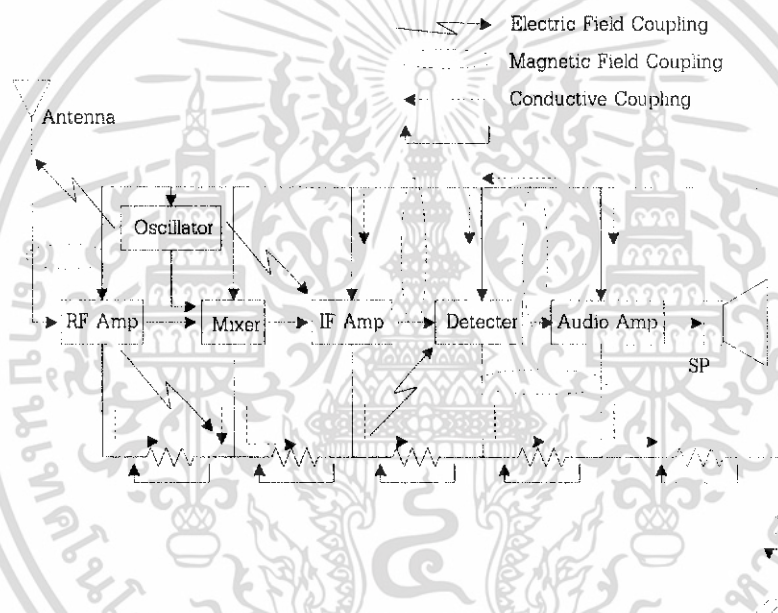 Electric Field Coupling
Magnetic Field Coupling
Conductive Coupling
Antenna
Oscillator
RF Amp
Mixer
IF Amp
Detecter
Audio Amp
SP